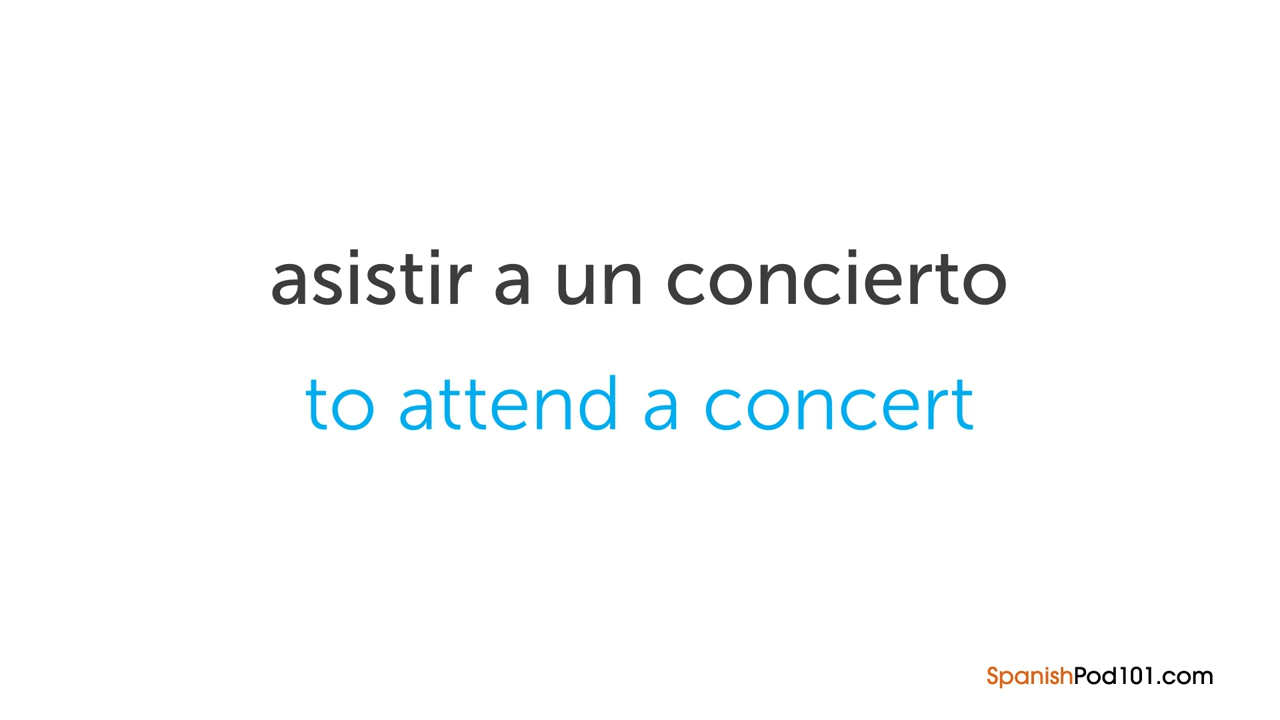 asistir a un concierto
to attend a concert
SpanishPod101.com